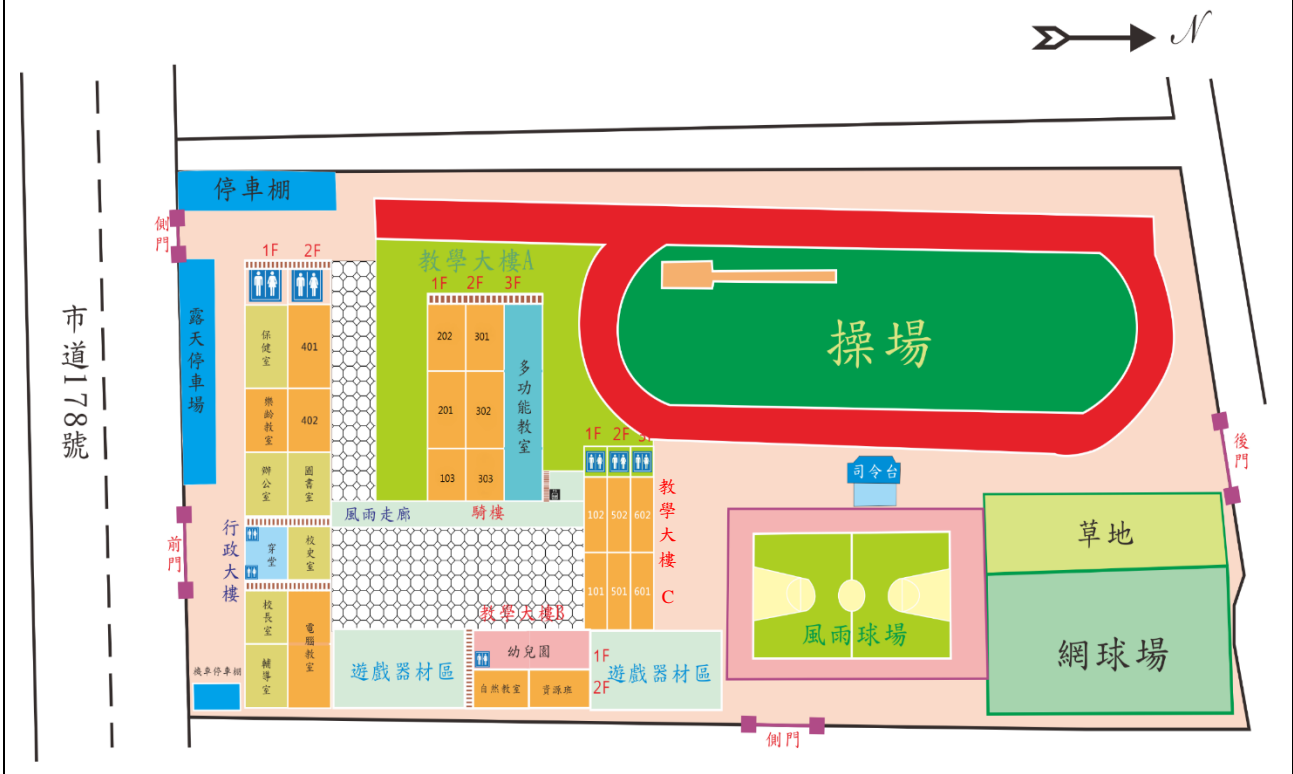 N
停車棚
側門
1F 2F
教學大樓A
1F 2F 3F
市道178號
露天停車場
保健室
401
202
301
多功能教室
操場
樂齡教室
402
201
302
1F 2F
後門
辦公室
圖書室
103
303
司令台
教學大樓C
前門
行政大樓
風雨走廊
騎樓
102
502
602
草地
穿堂
校史室
101
501
601
校長室
電腦教室
教學大樓B
風雨球場
網球場
機車停車棚
輔導室
遊戲器材區
幼兒園
1F
2F
遊戲器材區
自然教室
資源班
側門